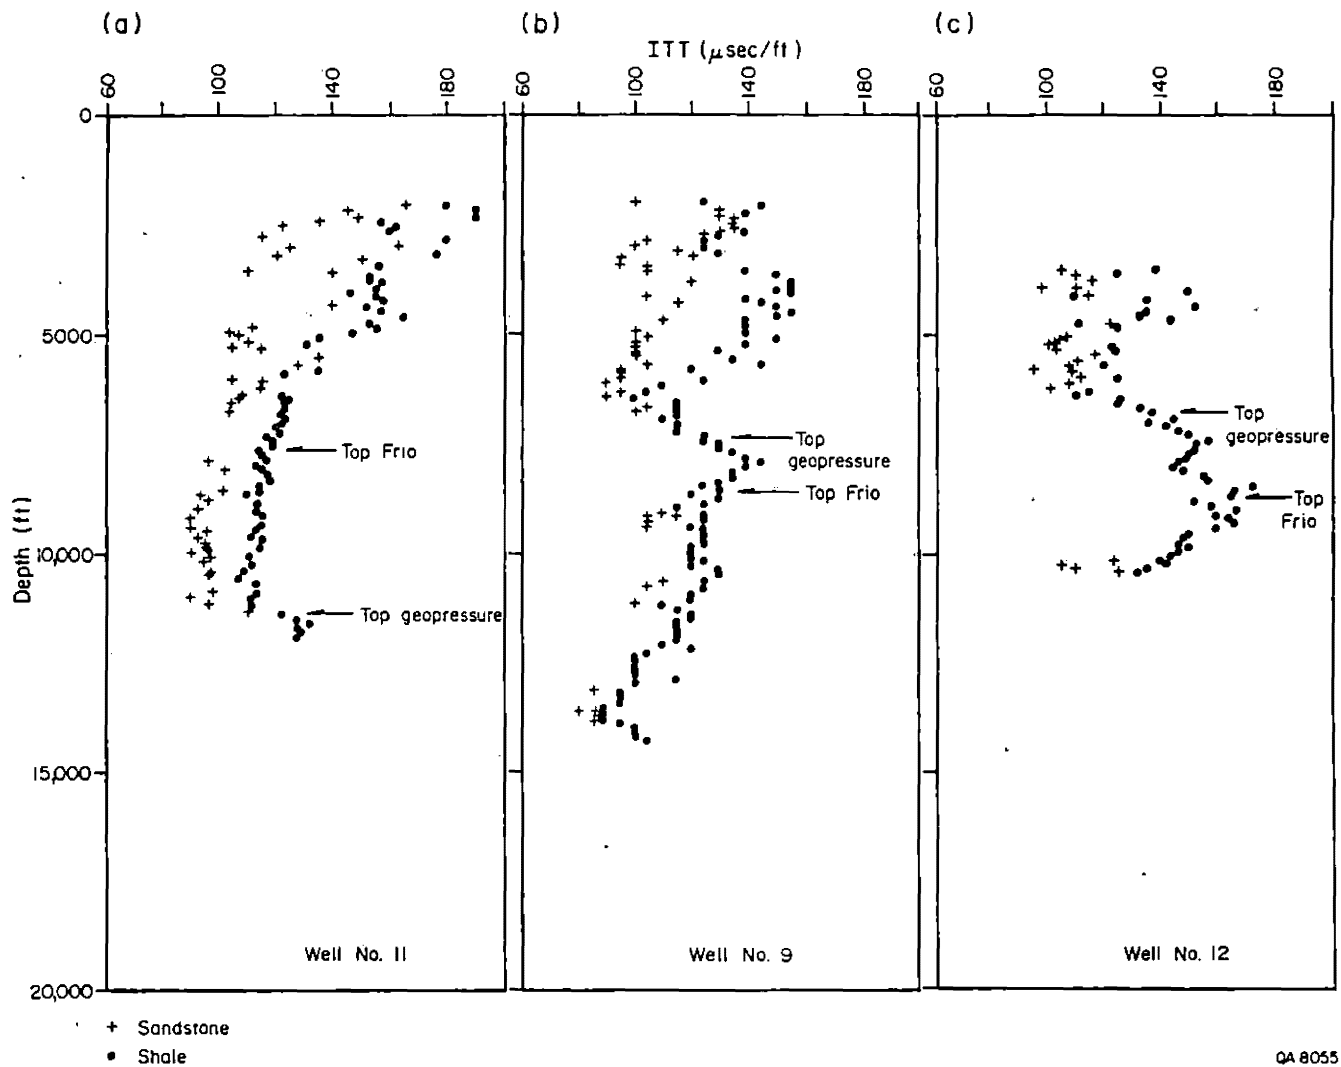 (a) (b) (c)
ITT (μsec/ft)
60 100 140 180 60 100 140 180 60 100 140 180
0
5000
10,000
15,000
20,000
Depth (ft)
Top Frio
Top geopressure
Well No. 11
Top
geopressure
Top Frio
Well No. 9
Top
geopressure
Top
Frio
Well No. 12
+ Sandstone
• Shale
QA 8055